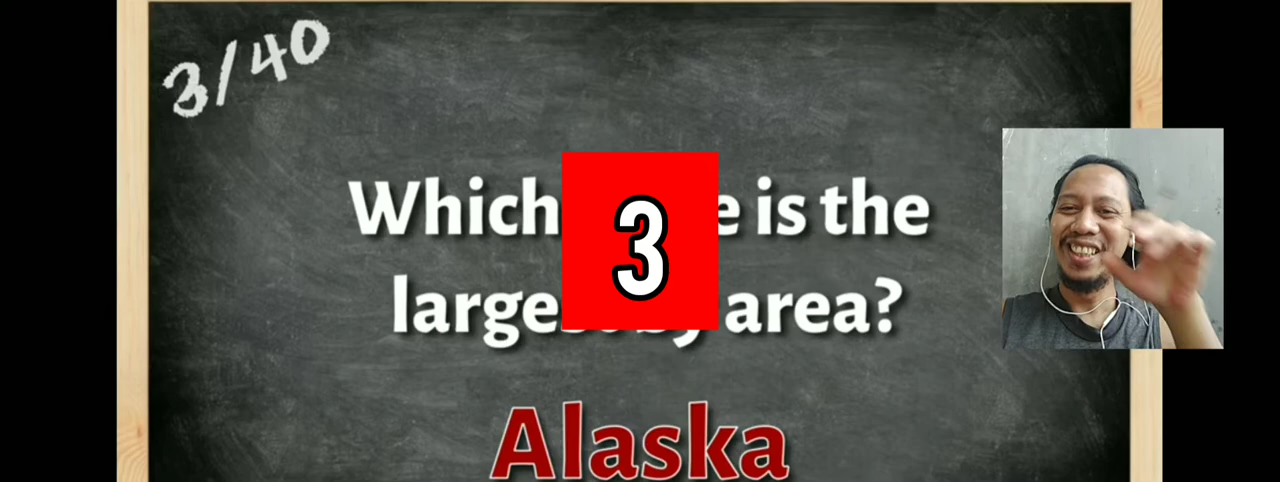 3/40
Which e is the
3
large area?
Alaska